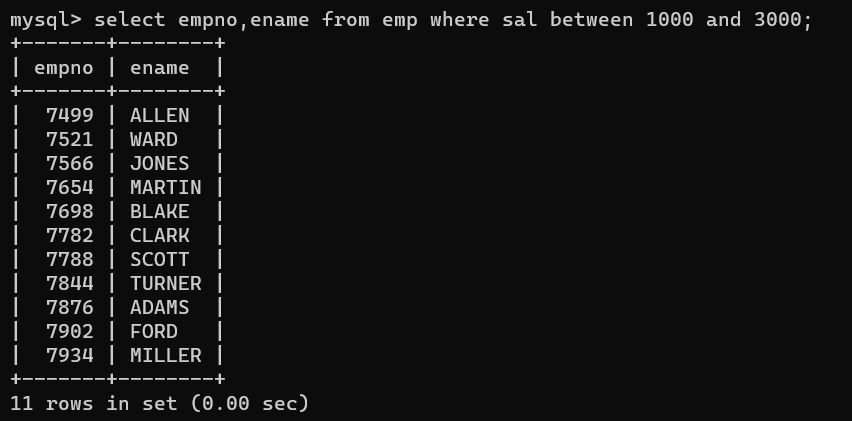 mysql> select empno,ename from emp where sal between 1000 and 3000;
+-------+--------+
| empno | ename  |
+-------+--------+
|  7499 | ALLEN  |
|  7521 | WARD   |
|  7566 | JONES  |
|  7654 | MARTIN |
|  7698 | BLAKE  |
|  7782 | CLARK  |
|  7788 | SCOTT  |
|  7844 | TURNER |
|  7876 | ADAMS  |
|  7902 | FORD   |
|  7934 | MILLER |
+-------+--------+
11 rows in set (0.00 sec)